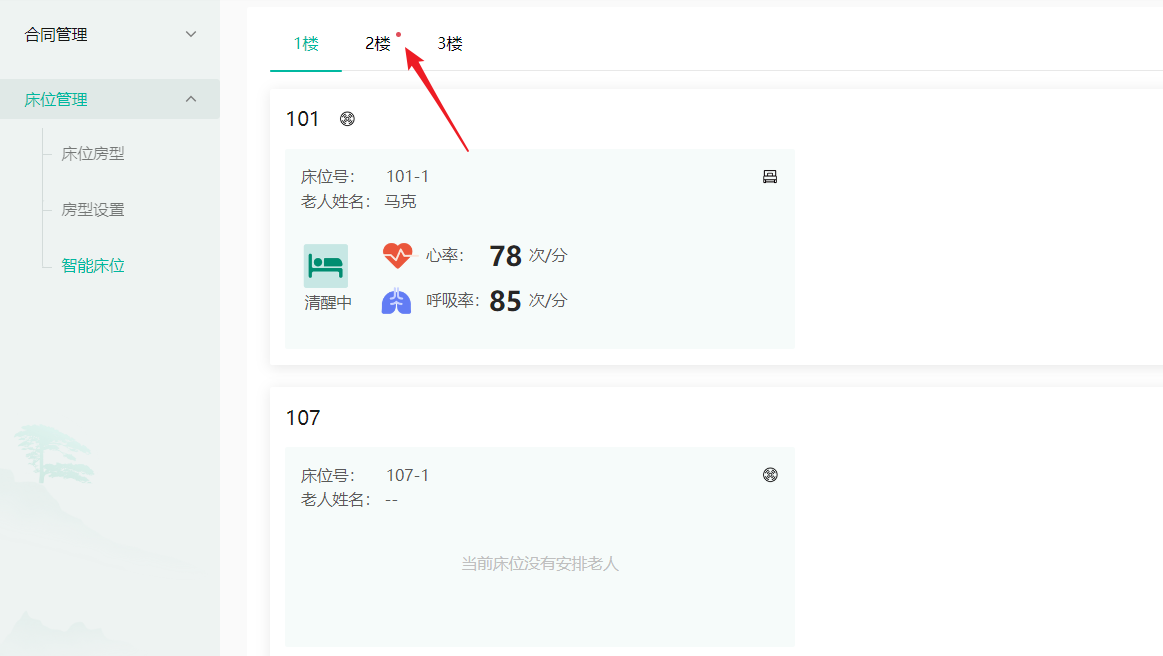 合同管理
床位管理
床位房型
房型设置
智能床位
1楼 2楼 3楼
101
床位号： 101-1
老人姓名： 马克
心率： 78 次/分
清醒中
呼吸率： 85 次/分
107
床位号： 107-1
老人姓名： --
当前床位没有安排老人